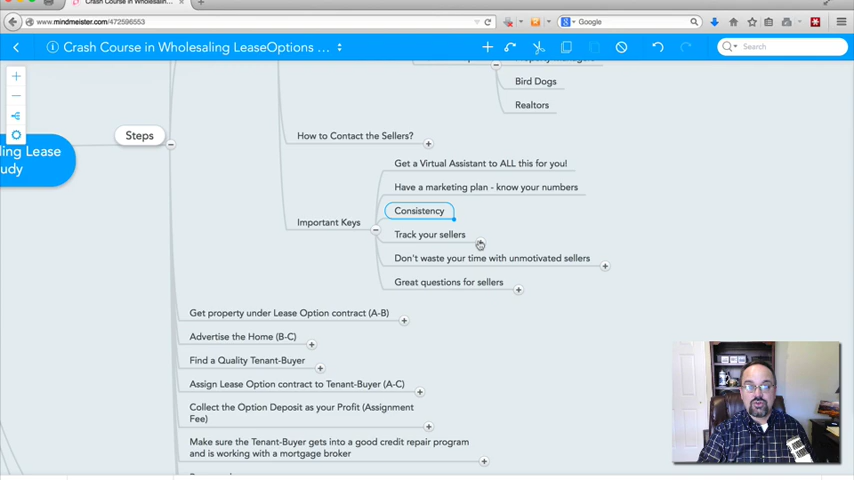 Crash Course in Wholesaling LeaseOptions ...
www.mindmeister.com/472596553
Google
Crash Course in Wholesaling LeaseOptions ...
Search
Bird Dogs
Realtors
Steps
How to Contact the Sellers?
ling Lease
udy
Get a Virtual Assistant to ALL this for you!
Have a marketing plan - know your numbers
Consistency
Important Keys
Track your sellers
Don't waste your time with unmotivated sellers
Great questions for sellers
Get property under Lease Option contract (A-B)
Advertise the Home (B-C)
Find a Quality Tenant-Buyer
Assign Lease Option contract to Tenant-Buyer (A-C)
Collect the Option Deposit as your Profit (Assignment
Fee)
Make sure the Tenant-Buyer gets into a good credit repair program
and is working with a mortgage broker